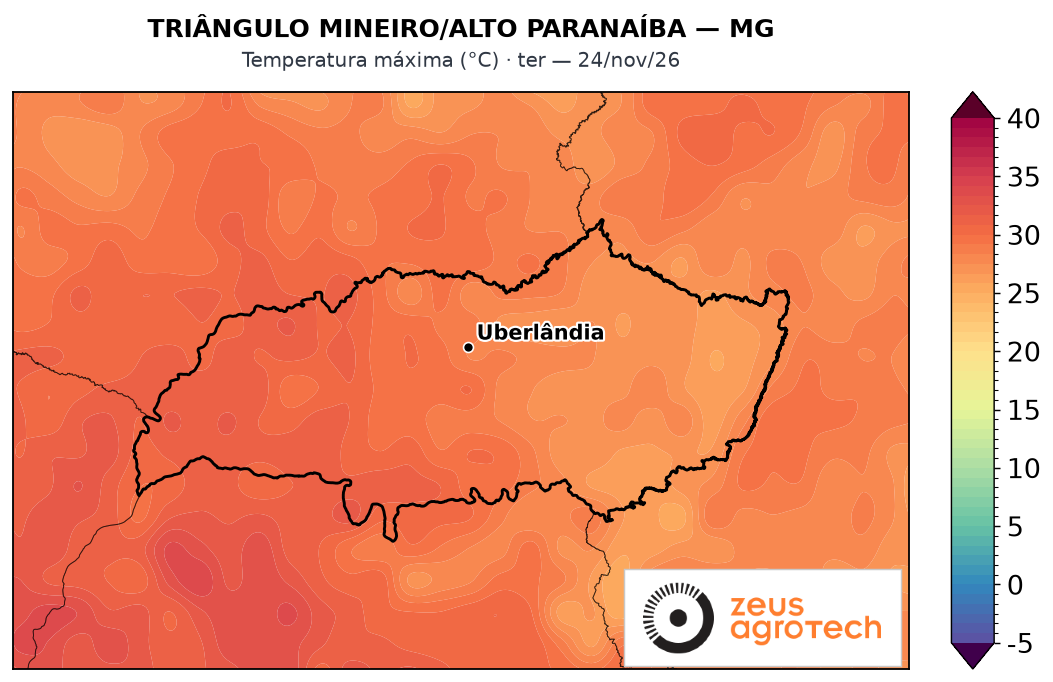 TRIÂNGULO MINEIRO/ALTO PARANAÍBA — MG
Temperatura máxima (°C) · ter — 24/nov/26
Uberlândia
40
35
30
25
20
15
10
5
0
-5
zeus
agrotech